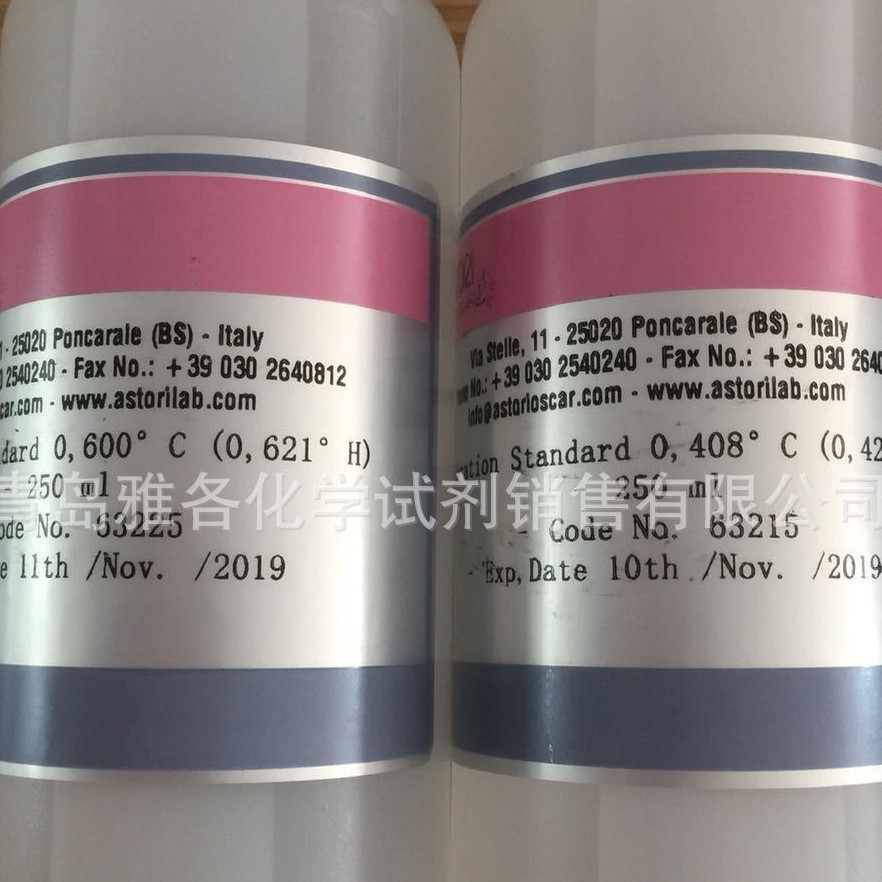 - 25020 Poncarale (BS) - Italy
2540240 - Fax No.: +39 030 2640812
car.com - www.astorilab.com
dard 0,600° C (0,621° H)
250 ml
ode No. 63225
e 11th /Nov. /2019
Via Stelle, 11 - 25020 Poncarale (BS) - Italy
No.: +39 030 2540240 - Fax No.: +39 030 2640
info@astorioscar.com - www.astorilab.com
ration Standard 0,408° C (0,42
250 ml
- Code No. 63215
- Exp,Date 10th /Nov. /2019
青岛雅各化学试剂销售有限公司